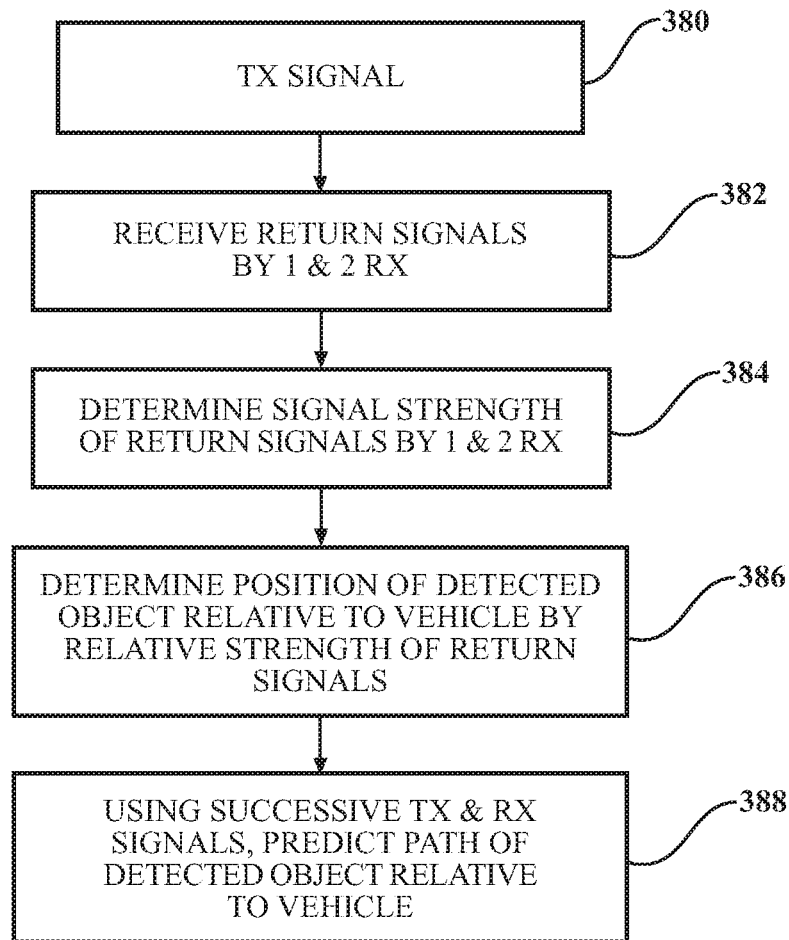 380
TX SIGNAL
382
RECEIVE RETURN SIGNALS
BY 1 & 2 RX
384
DETERMINE SIGNAL STRENGTH
OF RETURN SIGNALS BY 1 & 2 RX
386
DETERMINE POSITION OF DETECTED
OBJECT RELATIVE TO VEHICLE BY
RELATIVE STRENGTH OF RETURN
SIGNALS
388
USING SUCCESSIVE TX & RX
SIGNALS, PREDICT PATH OF
DETECTED OBJECT RELATIVE
TO VEHICLE